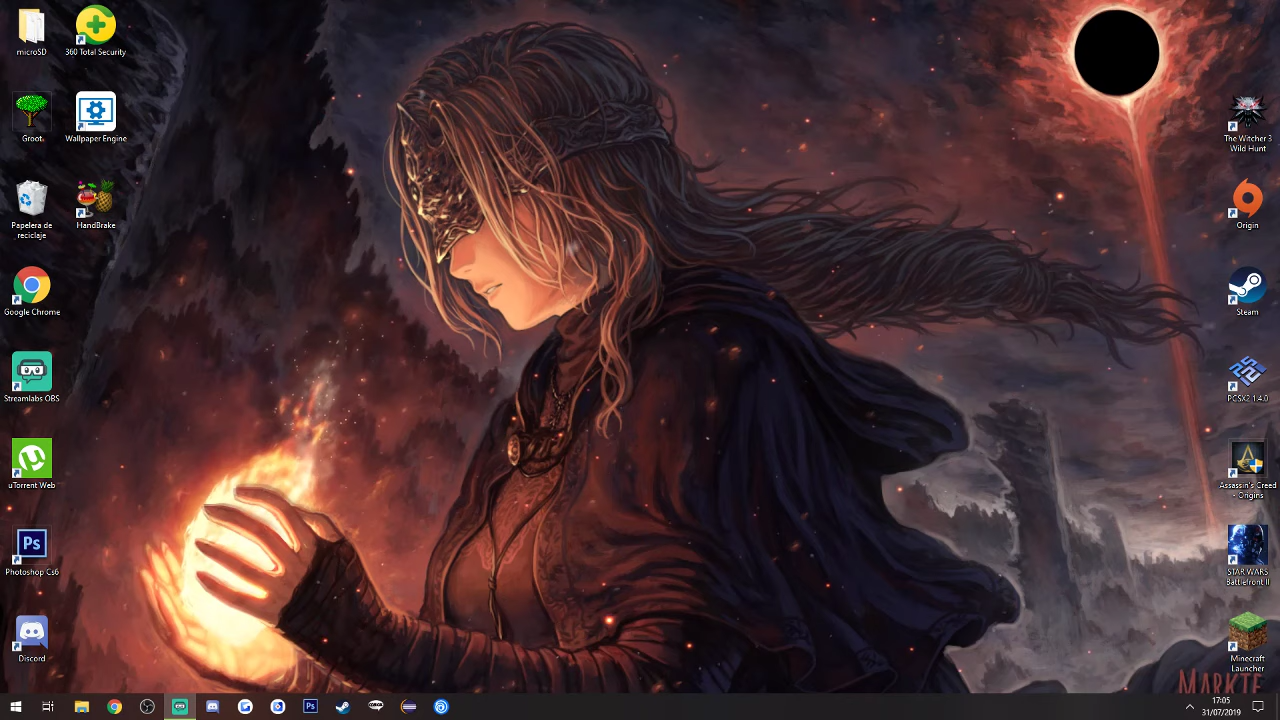 microSD
360 Total Security
Groot
Wallpaper Engine
Papelera de
reciclaje
HandBrake
Google Chrome
Streamlabs OBS
uTorrent Web
Ps
Photoshop Cs6
Discord
The Witcher 3
Wild Hunt
Origin
Steam
PCSX2 1.4.0
Assassin's Creed
- Origins
STAR WARS
Battlefront II
Minecraft
Launcher
Ps
17:05
31/07/2019